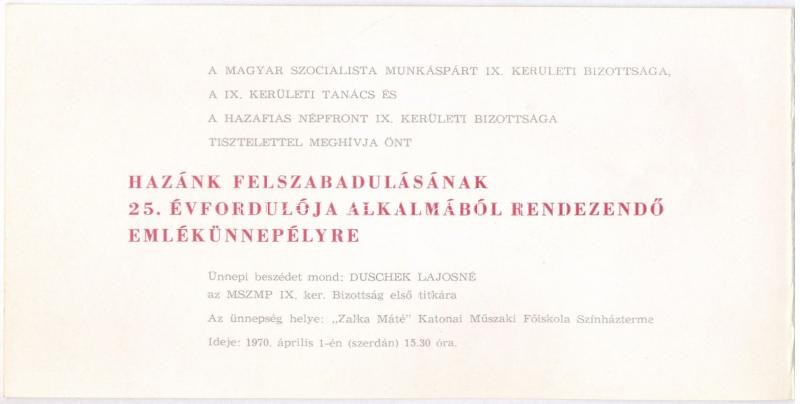 A MAGYAR SZOCIALISTA MUNKÁSPÁRT IX. KERÜLETI BIZOTTSÁGA,
A IX. KERÜLETI TANÁCS ÉS
A HAZAFIAS NÉPFRONT IX. KERÜLETI BIZOTTSÁGA
TISZTELETTEL MEGHÍVJA ÖNT
HAZÁNK FELSZABADULÁSÁNAK
25. ÉVFORDULÓJA ALKALMÁBÓL RENDEZENDŐ
EMLÉKÜNNEPÉLYRE
Ünnepi beszédet mond: DUSCHEK LAJOSNÉ
az MSZMP IX. ker. Bizottság első titkára
Az ünnepség helye: „Zalka Máté” Katonai Műszaki Főiskola Színházterme
Ideje: 1970. április 1-én (szerdán) 15.30 óra.